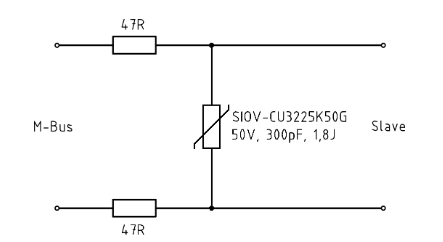 47R
M-Bus
SIOV-CU3225K50G
50V, 300pF, 1,8J
Slave
47R